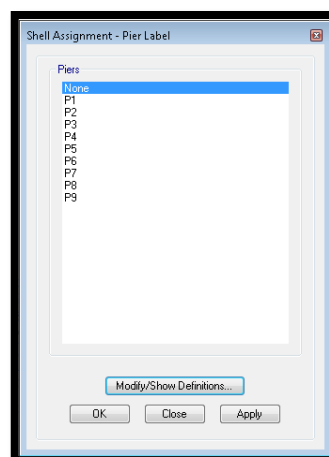 Shell Assignment - Pier Label
Piers
None
P1
P2
P3
P4
P5
P6
P7
P8
P9
Modify/Show Definitions...
OK Close Apply